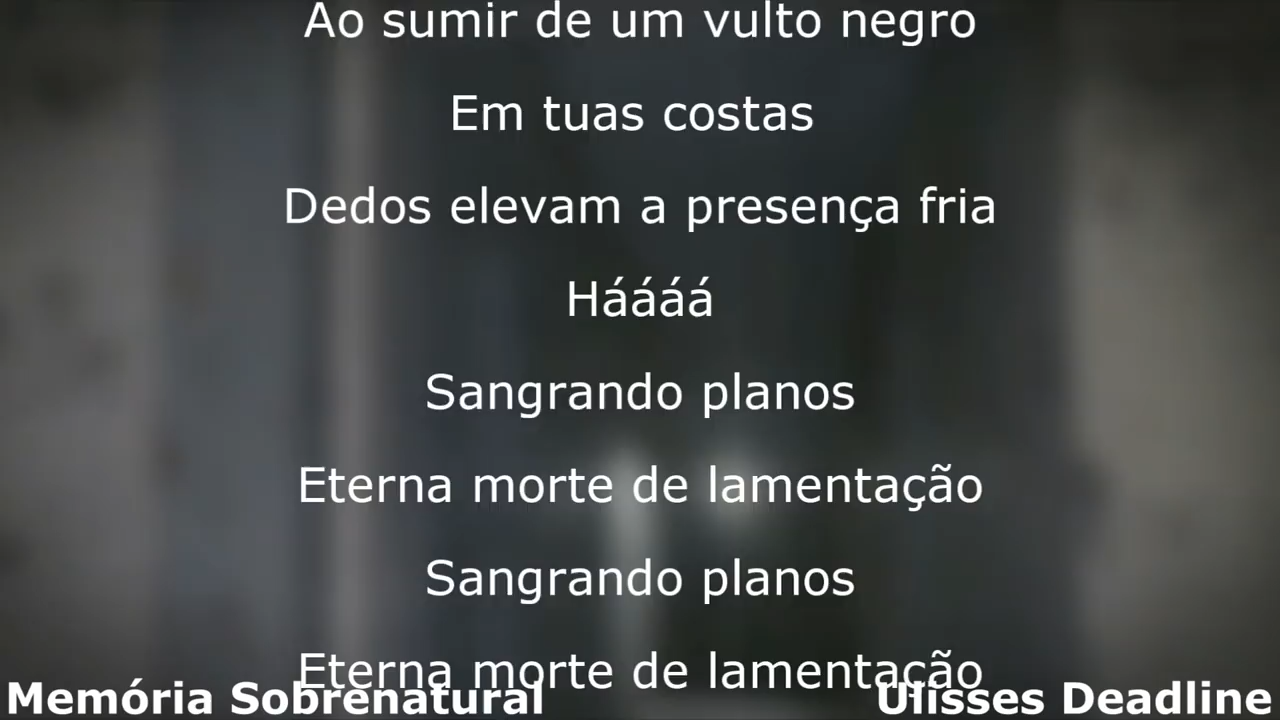 Ao sumir de um vulto negro
Em tuas costas
Dedos elevam a presença fria
Háááá
Sangrando planos
Eterna morte de lamentação
Sangrando planos
Eterna morte de lamentação
Memória Sobrenatural
Ulisses Deadline